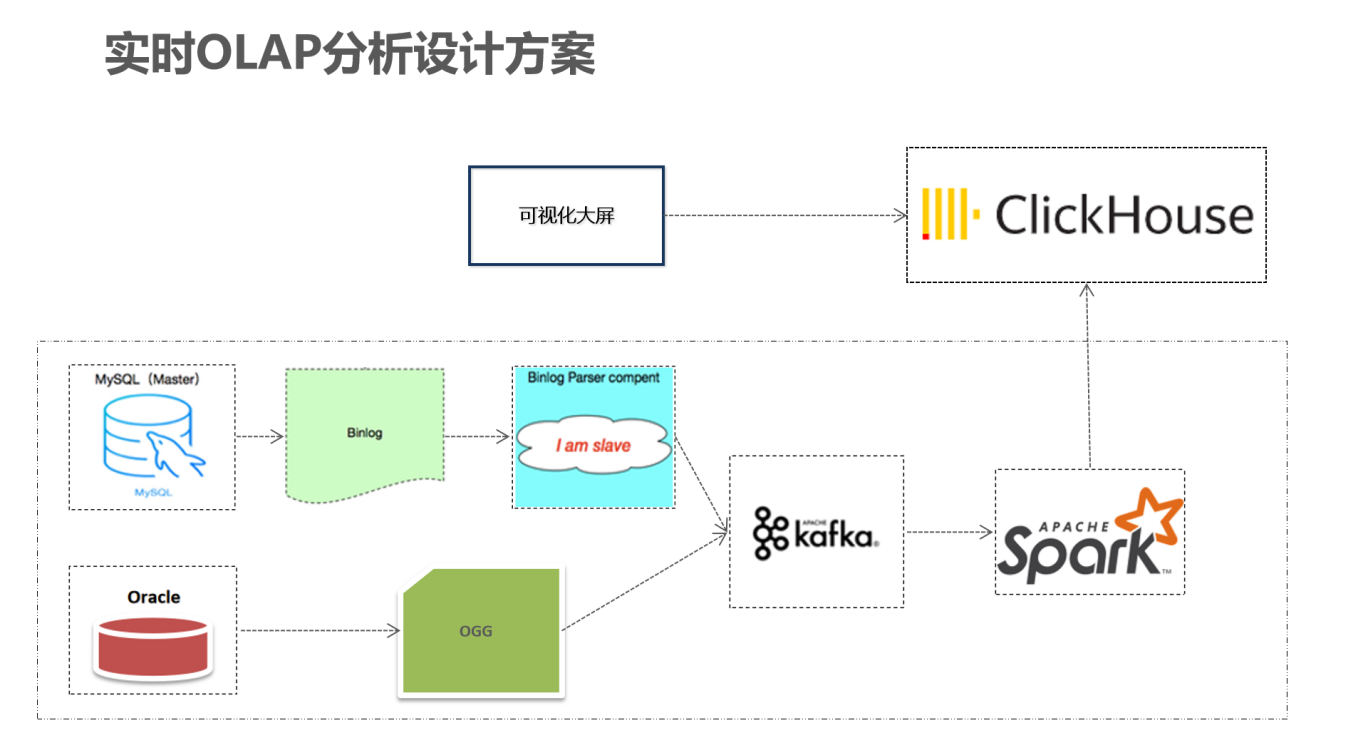 实时OLAP分析设计方案
可视化大屏
ClickHouse
MySQL（Master）
MySQL
Binlog
Binlog Parser compent
I am slave
APACHE
kafka®
APACHE
Spark™
Oracle
OGG